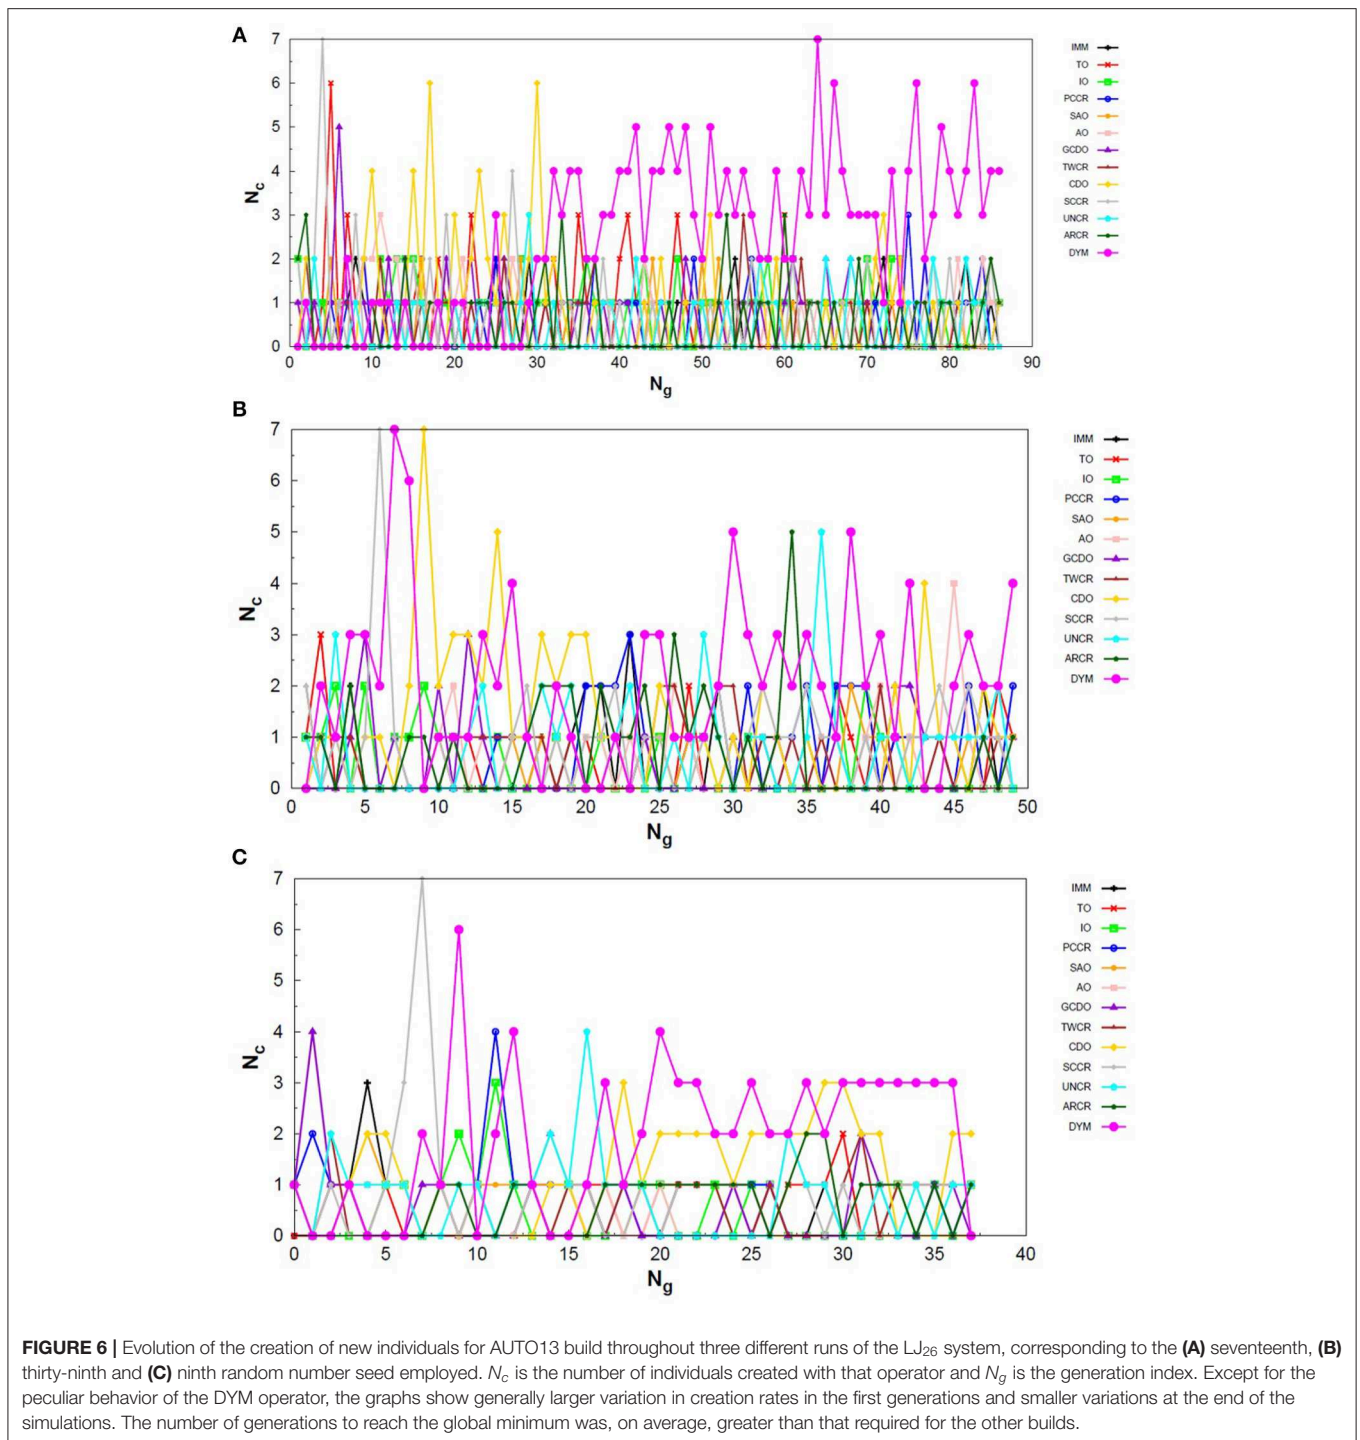 A
7
6
5
4
3
2
1
0
N_c
0 10 20 30 40 50 60 70 80 90
N_g
IMM
TO
IO
PCCR
SAO
AO
GCDO
TWCR
CDO
SCCR
UNCR
ARCR
DYM
B
7
6
5
4
3
2
1
0
N_c
0 5 10 15 20 25 30 35 40 45 50
N_g
IMM
TO
IO
PCCR
SAO
AO
GCDO
TWCR
CDO
SCCR
UNCR
ARCR
DYM
C
7
6
5
4
3
2
1
0
N_c
0 5 10 15 20 25 30 35 40
N_g
IMM
TO
IO
PCCR
SAO
AO
GCDO
TWCR
CDO
SCCR
UNCR
ARCR
DYM
FIGURE 6 | Evolution of the creation of new individuals for AUTO13 build throughout three different runs of the LJ26 system, corresponding to the (A) seventeenth, (B)
thirty-ninth and (C) ninth random number seed employed. Nc is the number of individuals created with that operator and Ng is the generation index. Except for the
peculiar behavior of the DYM operator, the graphs show generally larger variation in creation rates in the first generations and smaller variations at the end of the
simulations. The number of generations to reach the global minimum was, on average, greater than that required for the other builds.